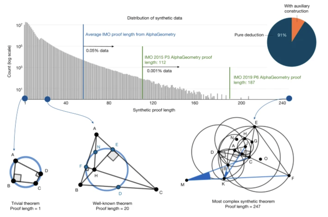 Distribution of synthetic data
With auxiliary
construction
Average IMO proof length from AlphaGeometry
0.05% data
IMO 2015 P3 AlphaGeometry proof
length: 112
0.001% data
IMO 2019 P6 AlphaGeometry proof
length: 187
Pure deduction
91%
9%
Count (log scale)
1
40
80
120
160
200
240
Synthetic proof length
A
B
C
D
Trivial theorem
Proof length = 1
A
E
F
H
B
C
D
Well-known theorem
Proof length = 20
E
A
O
M
K
F
Most complex synthetic theorem
Proof length = 247